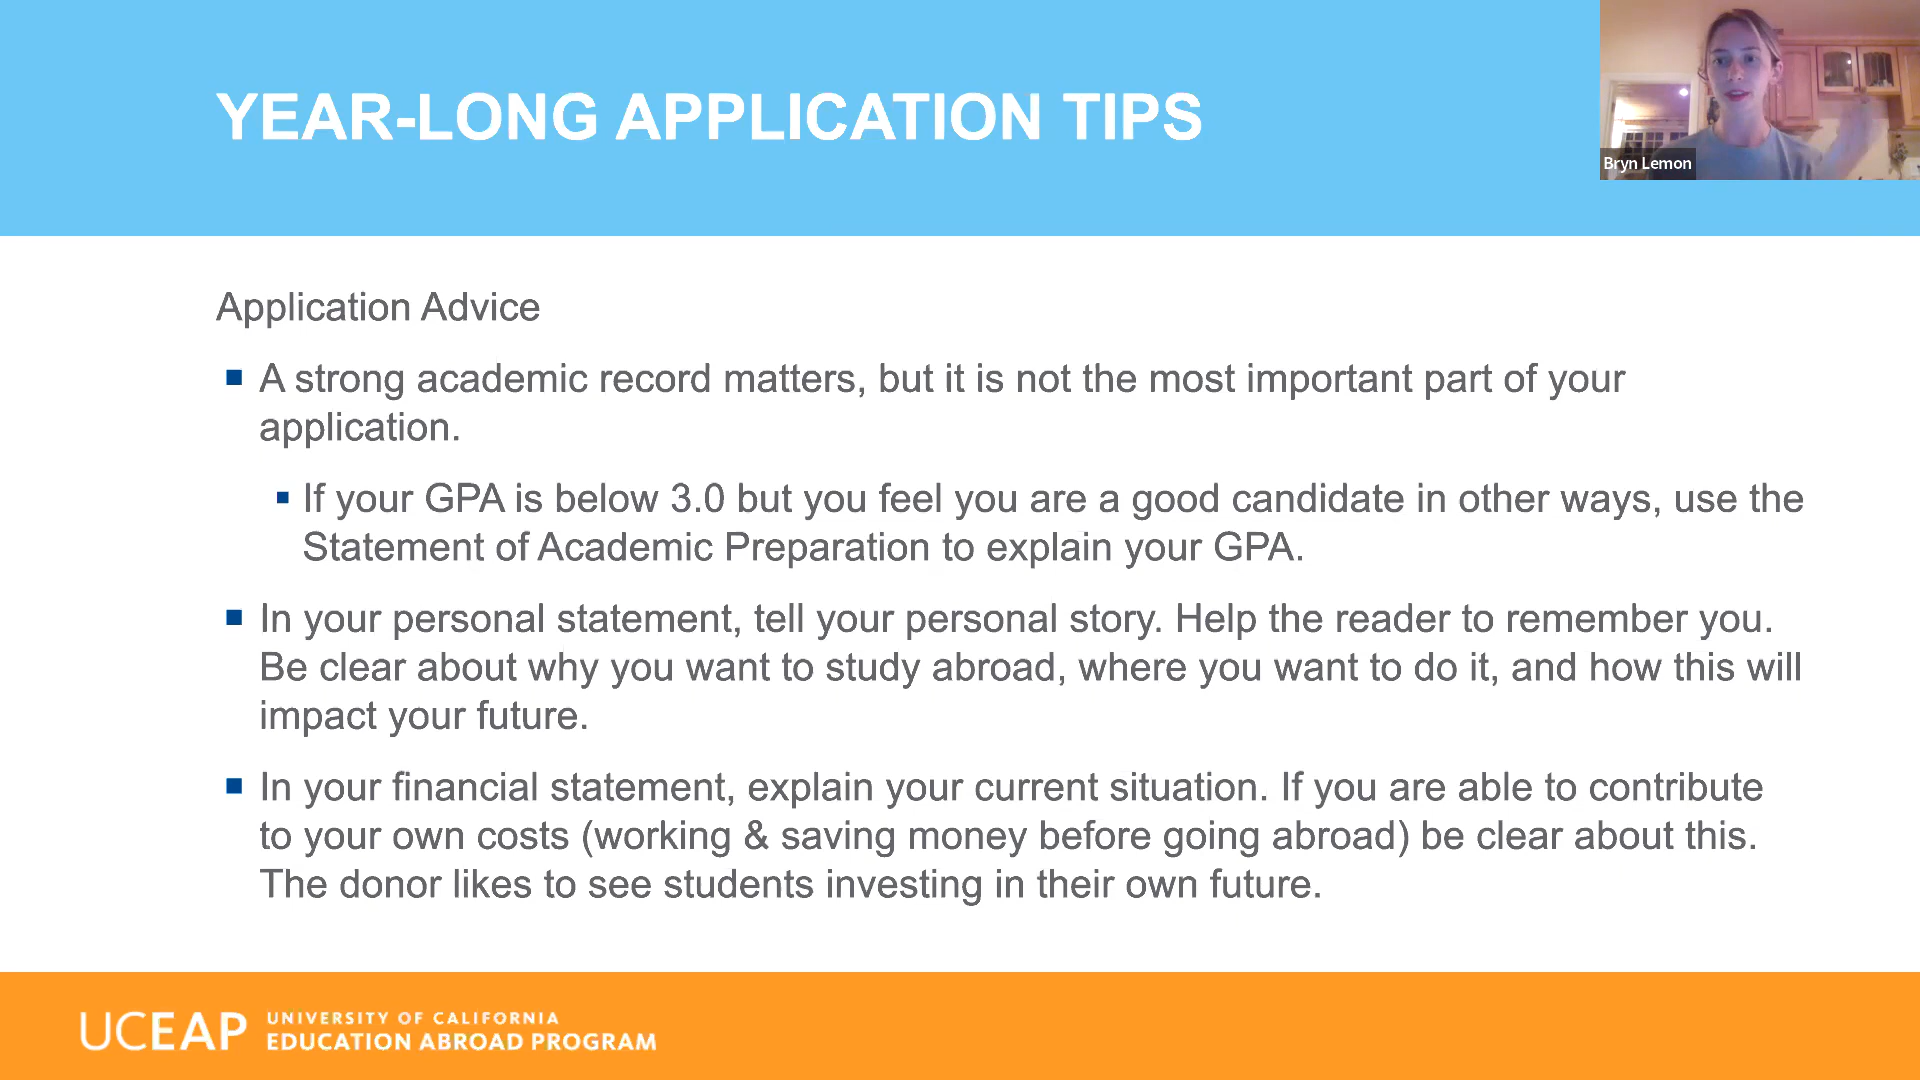 YEAR-LONG APPLICATION TIPS
Bryn Lemon
Application Advice
A strong academic record matters, but it is not the most important part of your
application.
If your GPA is below 3.0 but you feel you are a good candidate in other ways, use the
Statement of Academic Preparation to explain your GPA.
In your personal statement, tell your personal story. Help the reader to remember you.
Be clear about why you want to study abroad, where you want to do it, and how this will
impact your future.
In your financial statement, explain your current situation. If you are able to contribute
to your own costs (working & saving money before going abroad) be clear about this.
The donor likes to see students investing in their own future.
UCEAP
UNIVERSITY OF CALIFORNIA
EDUCATION ABROAD PROGRAM